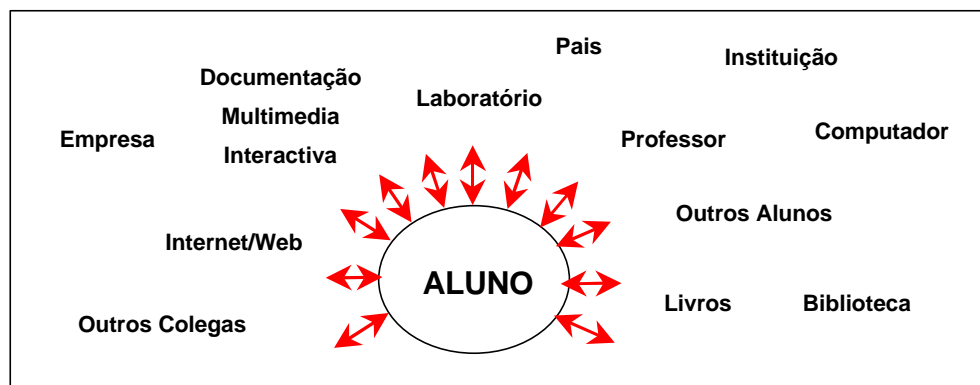 Pais
Instituição
Documentação
Multimedia
Interactiva
Laboratório
Empresa
Professor
Computador
Outros Alunos
Internet/Web
ALUNO
Livros
Biblioteca
Outros Colegas